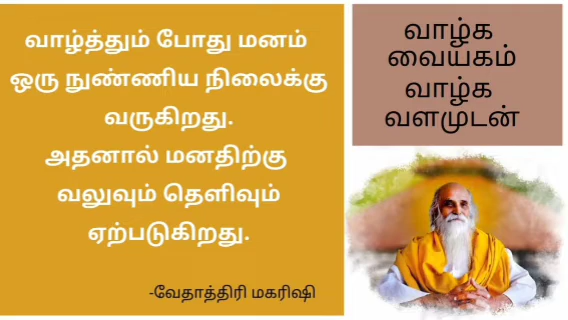 வாழ்த்தும் போது மனம்
ஒரு நுண்ணிய நிலைக்கு
வருகிறது.
அதனால் மனதிற்கு
வலுவும் தெளிவும்
ஏற்படுகிறது.
-வேதாத்திரி மகரிஷி
வாழ்க
வையகம்
வாழ்க
வளமுடன்